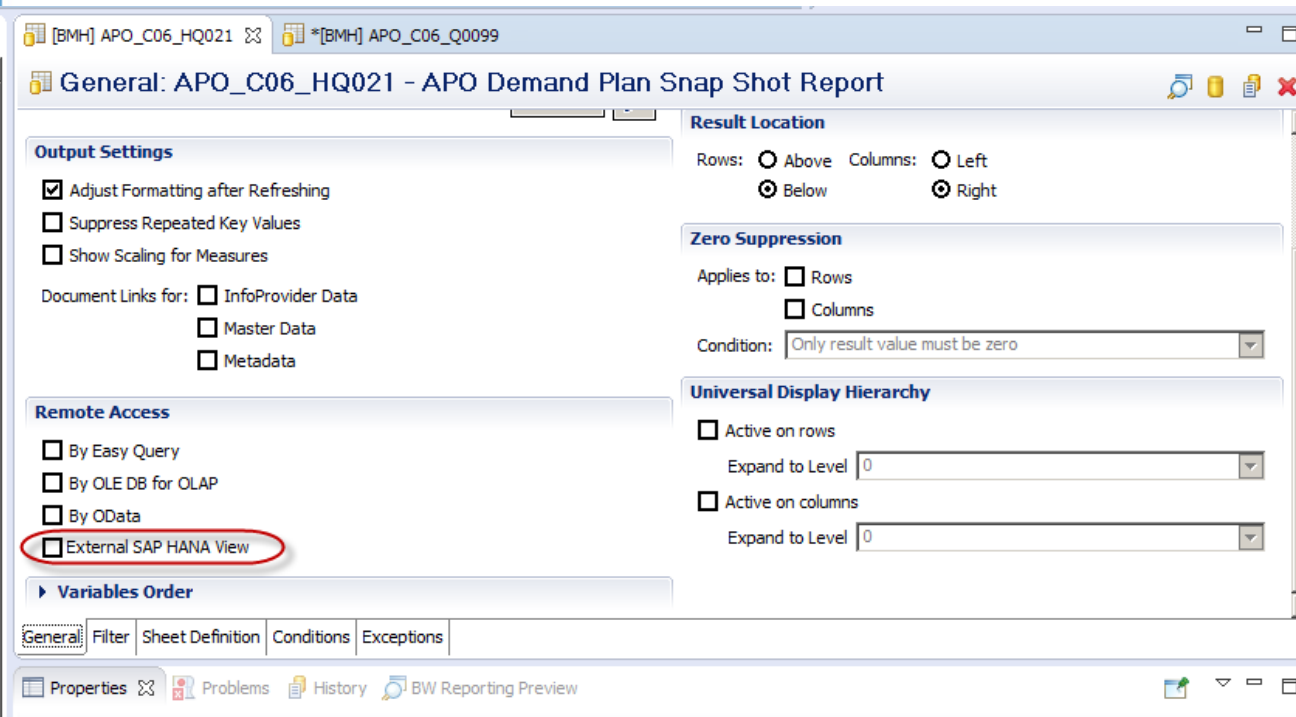 [BMH] APO_C06_HQ021 *[BMH] APO_C06_Q0099
General: APO_C06_HQ021 - APO Demand Plan Snap Shot Report
Output Settings
Adjust Formatting after Refreshing
Suppress Repeated Key Values
Show Scaling for Measures
Document Links for: InfoProvider Data
Master Data
Metadata
Remote Access
By Easy Query
By OLE DB for OLAP
By OData
External SAP HANA View
Variables Order
Result Location
Rows: Above Columns: Left
Below Right
Zero Suppression
Applies to: Rows
Columns
Condition: Only result value must be zero
Universal Display Hierarchy
Active on rows
Expand to Level 0
Active on columns
Expand to Level 0
General Filter Sheet Definition Conditions Exceptions
Properties Problems History BW Reporting Preview